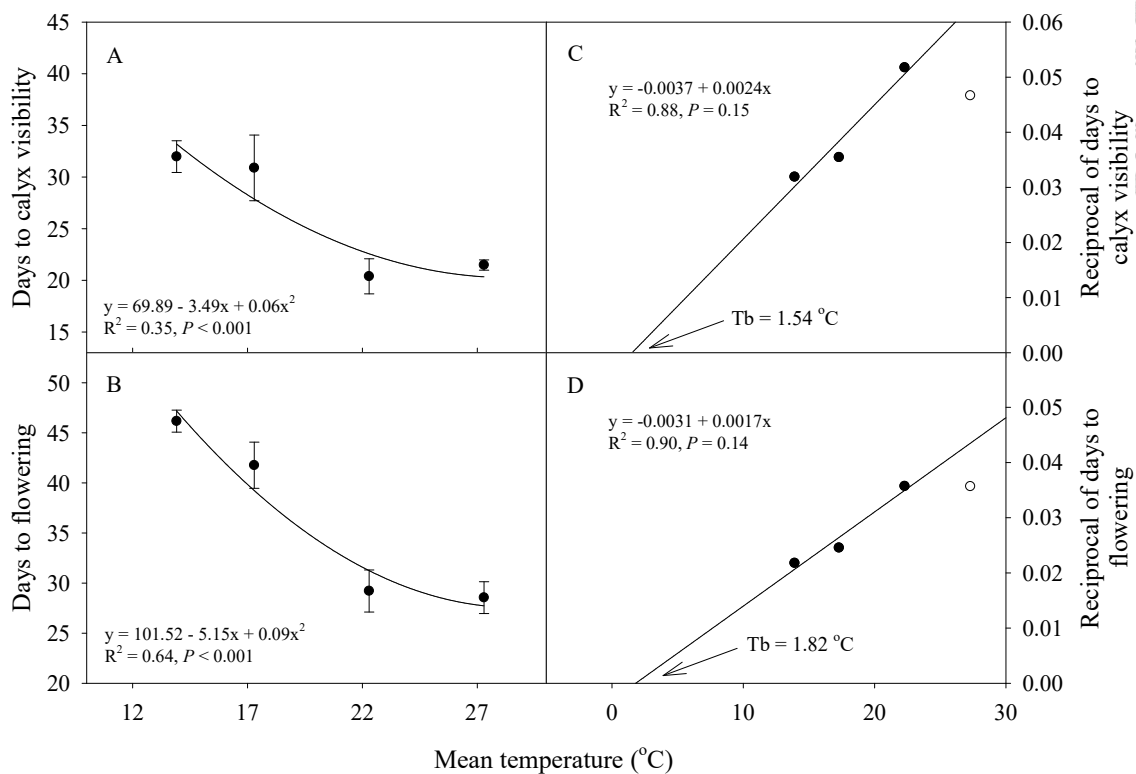 45
40
35
30
25
20
15
Days to calyx visibility
A
y = 69.89 - 3.49x + 0.06x²
R² = 0.35, P < 0.001
C
y = -0.0037 + 0.0024x
R² = 0.88, P = 0.15
Tb = 1.54 °C
0.06
0.05
0.04
0.03
0.02
0.01
0.00
Reciprocal of days to
calyx visibility
50
45
40
35
30
25
20
Days to flowering
B
y = 101.52 - 5.15x + 0.09x²
R² = 0.64, P < 0.001
D
y = -0.0031 + 0.0017x
R² = 0.90, P = 0.14
Tb = 1.82 °C
0.05
0.04
0.03
0.02
0.01
0.00
Reciprocal of days to
flowering
12 17 22 27
0 10 20 30
Mean temperature (°C)